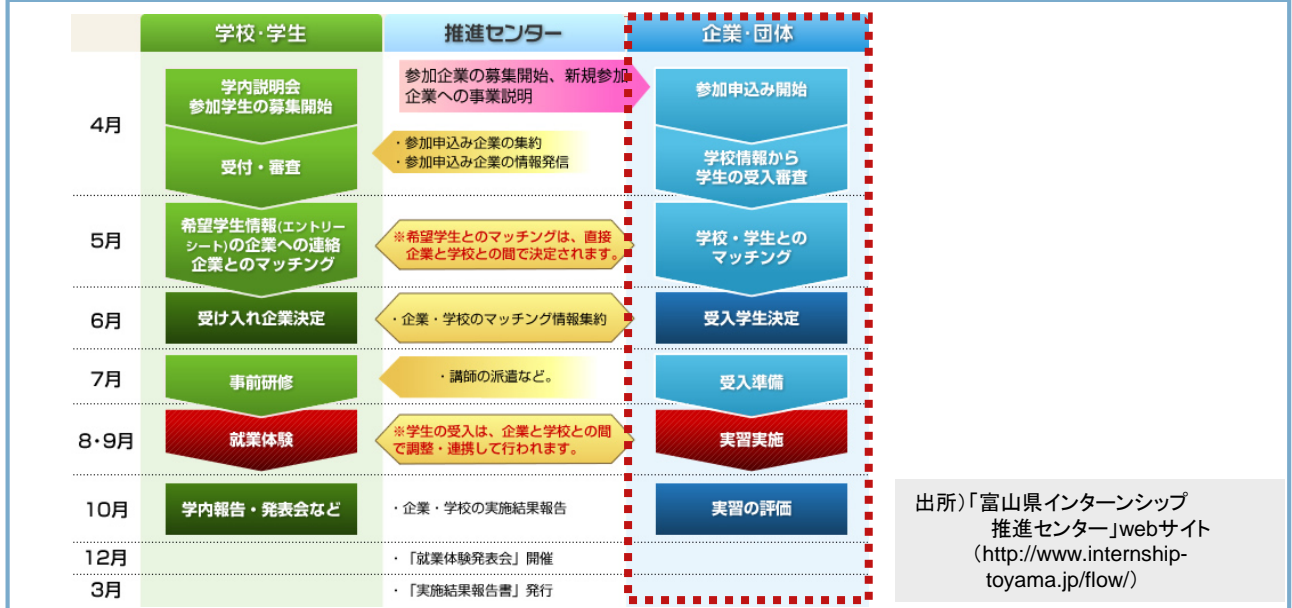 学校・学生
推進センター
企業・団体
4月
学内説明会
参加学生の募集開始
参加企業の募集開始、新規参加
企業への事業説明
参加申込み開始
受付・審査
・参加申込み企業の集約
・参加申込み企業の情報発信
学校情報から
学生の受入審査
5月
希望学生情報(エントリー
シート)の企業への連絡
企業とのマッチング
※希望学生とのマッチングは、直接
企業と学校との間で決定されます。
学校・学生との
マッチング
6月
受け入れ企業決定
・企業・学校のマッチング情報集約
受入学生決定
7月
事前研修
・講師の派遣など。
受入準備
8・9月
就業体験
※学生の受入は、企業と学校との間
で調整・連携して行われます。
実習実施
10月
学内報告・発表会など
・企業・学校の実施結果報告
実習の評価
12月
・「就業体験発表会」開催
3月
・「実施結果報告書」発行
出所)「富山県インターンシップ
推進センター」webサイト
(http://www.internship-
toyama.jp/flow/)